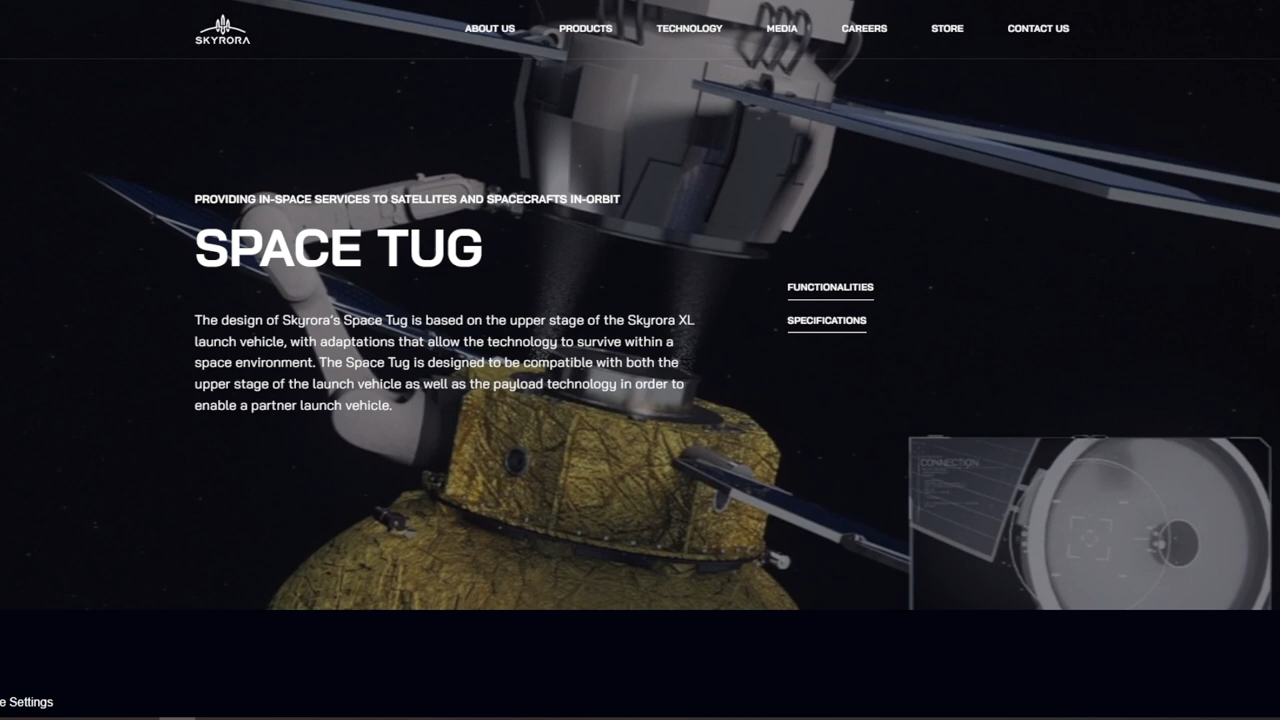 SKYRORA
ABOUT US PRODUCTS TECHNOLOGY MEDIA CAREERS STORE CONTACT US
PROVIDING IN-SPACE SERVICES TO SATELLITES AND SPACECRAFTS IN-ORBIT
SPACE TUG
The design of Skyrora's Space Tug is based on the upper stage of the Skyrora XL
launch vehicle, with adaptations that allow the technology to survive within a
space environment. The Space Tug is designed to be compatible with both the
upper stage of the launch vehicle as well as the payload technology in order to
enable a partner launch vehicle.
FUNCTIONALITIES
SPECIFICATIONS
CONNECTION
e Settings